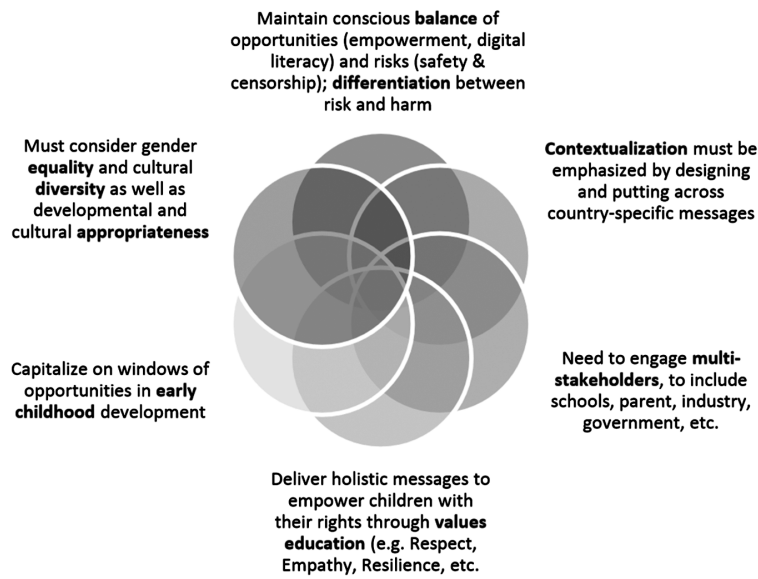 Maintain conscious balance of
opportunities (empowerment, digital
literacy) and risks (safety &
censorship); differentiation between
risk and harm
Must consider gender
equality and cultural
diversity as well as
developmental and
cultural appropriateness
Contextualization must be
emphasized by designing
and putting across
country-specific messages
Capitalize on windows of
opportunities in early
childhood development
Need to engage multi-
stakeholders, to include
schools, parent, industry,
government, etc.
Deliver holistic messages to
empower children with
their rights through values
education (e.g. Respect,
Empathy, Resilience, etc.